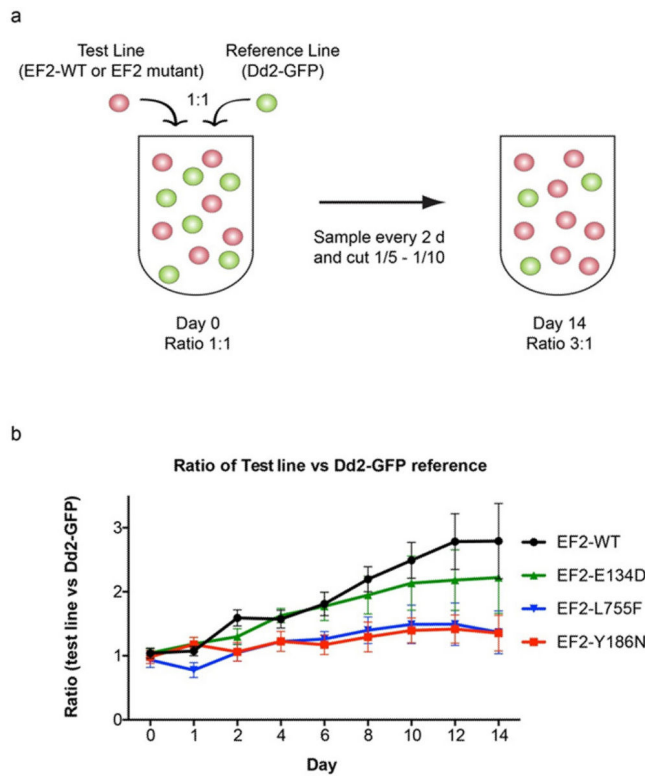 a
Test Line
(EF2-WT or EF2 mutant)
Reference Line
(Dd2-GFP)
1:1
Sample every 2 d
and cut 1/5 - 1/10
Day 0
Ratio 1:1
Day 14
Ratio 3:1
b
Ratio of Test line vs Dd2-GFP reference
Ratio (test line vs Dd2-GFP)
3
2
1
0
0 1 2 4 6 8 10 12 14
Day
EF2-WT
EF2-E134D
EF2-L755F
EF2-Y186N